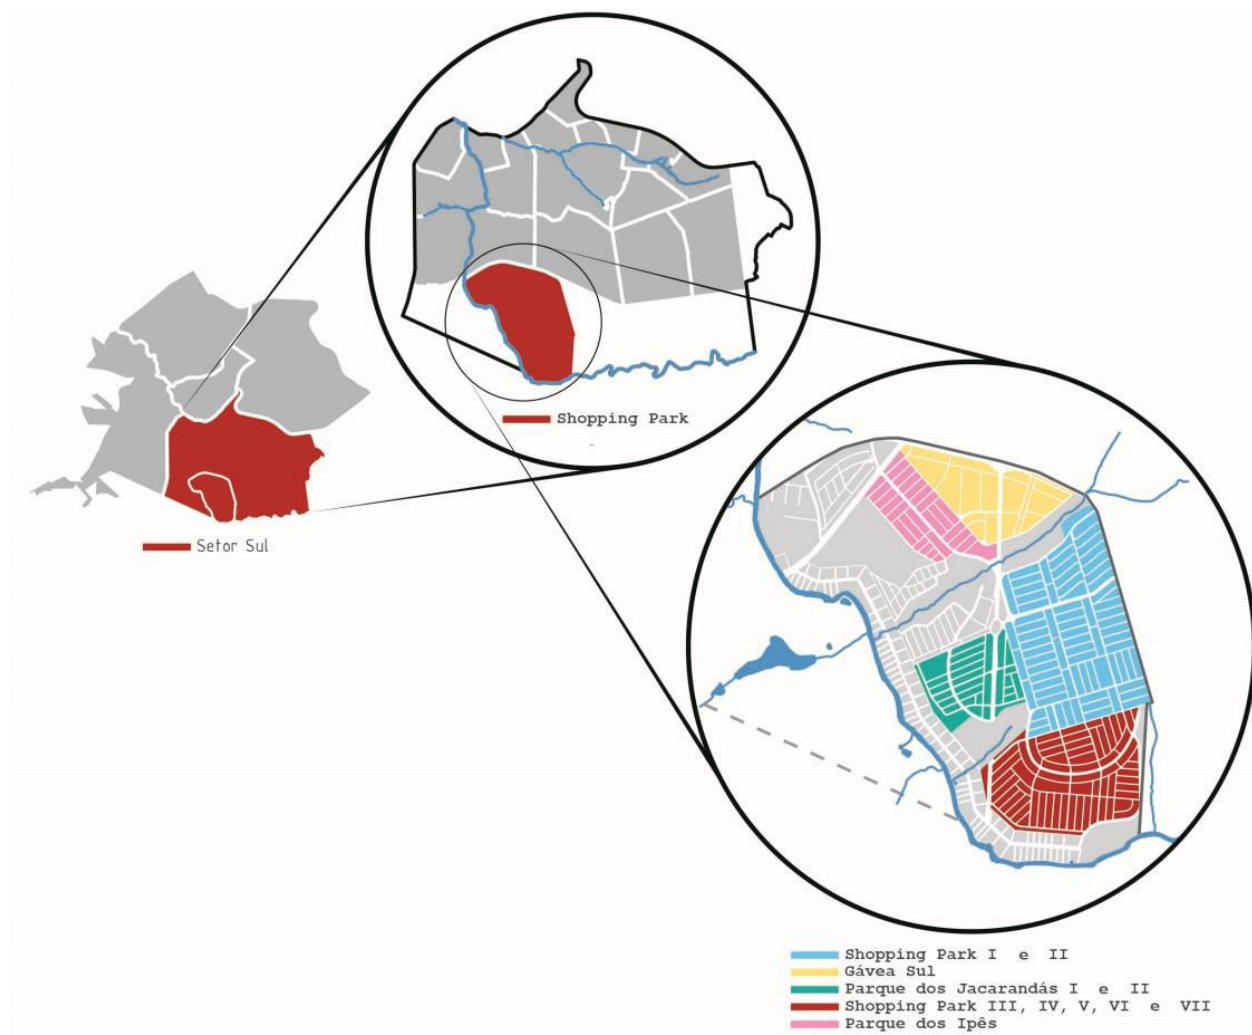 Shopping Park
Setor Sul
Shopping Park I e II
Gávea Sul
Parque dos Jacarandás I e II
Shopping Park III, IV, V, VI e VII
Parque dos Ipês